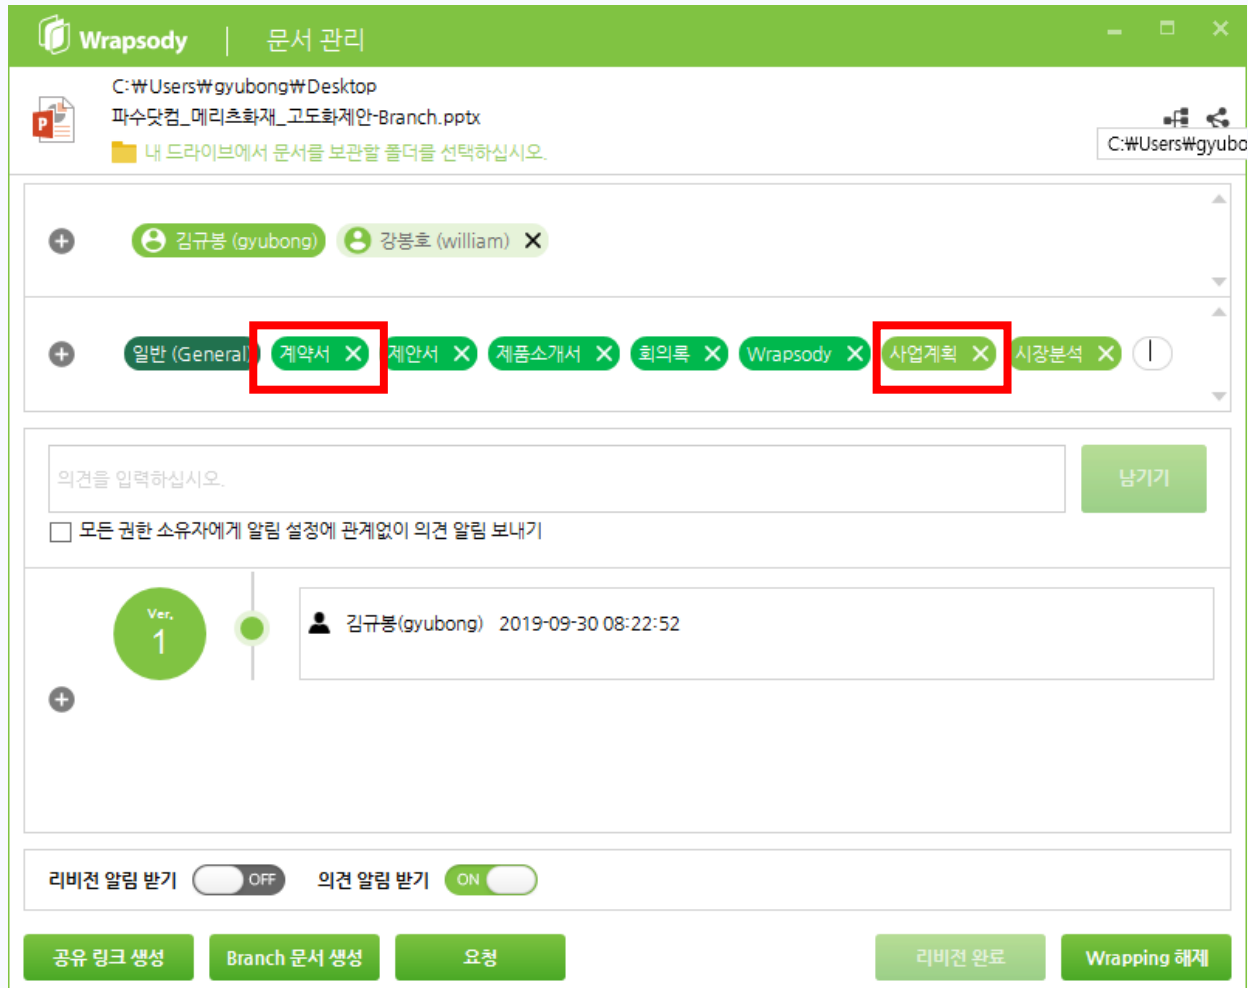 Wrapsody | 문서 관리
C:₩Users₩gyubong₩Desktop
파수닷컴_메리츠화재_고도화제안-Branch.pptx
내 드라이브에서 문서를 보관할 폴더를 선택하십시오.
C:₩Users₩gyubo
김규봉 (gyubong) 강봉호 (william)
일반 (General) 계약서 제안서 제품소개서 회의록 Wrapsody 사업계획 시장분석
의견을 입력하십시오.
남기기
모든 권한 소유자에게 알림 설정에 관계없이 의견 알림 보내기
Ver.
1
김규봉(gyubong) 2019-09-30 08:22:52
리비전 알림 받기 OFF 의견 알림 받기 ON
공유 링크 생성 Branch 문서 생성 요청 리비전 완료 Wrapping 해제